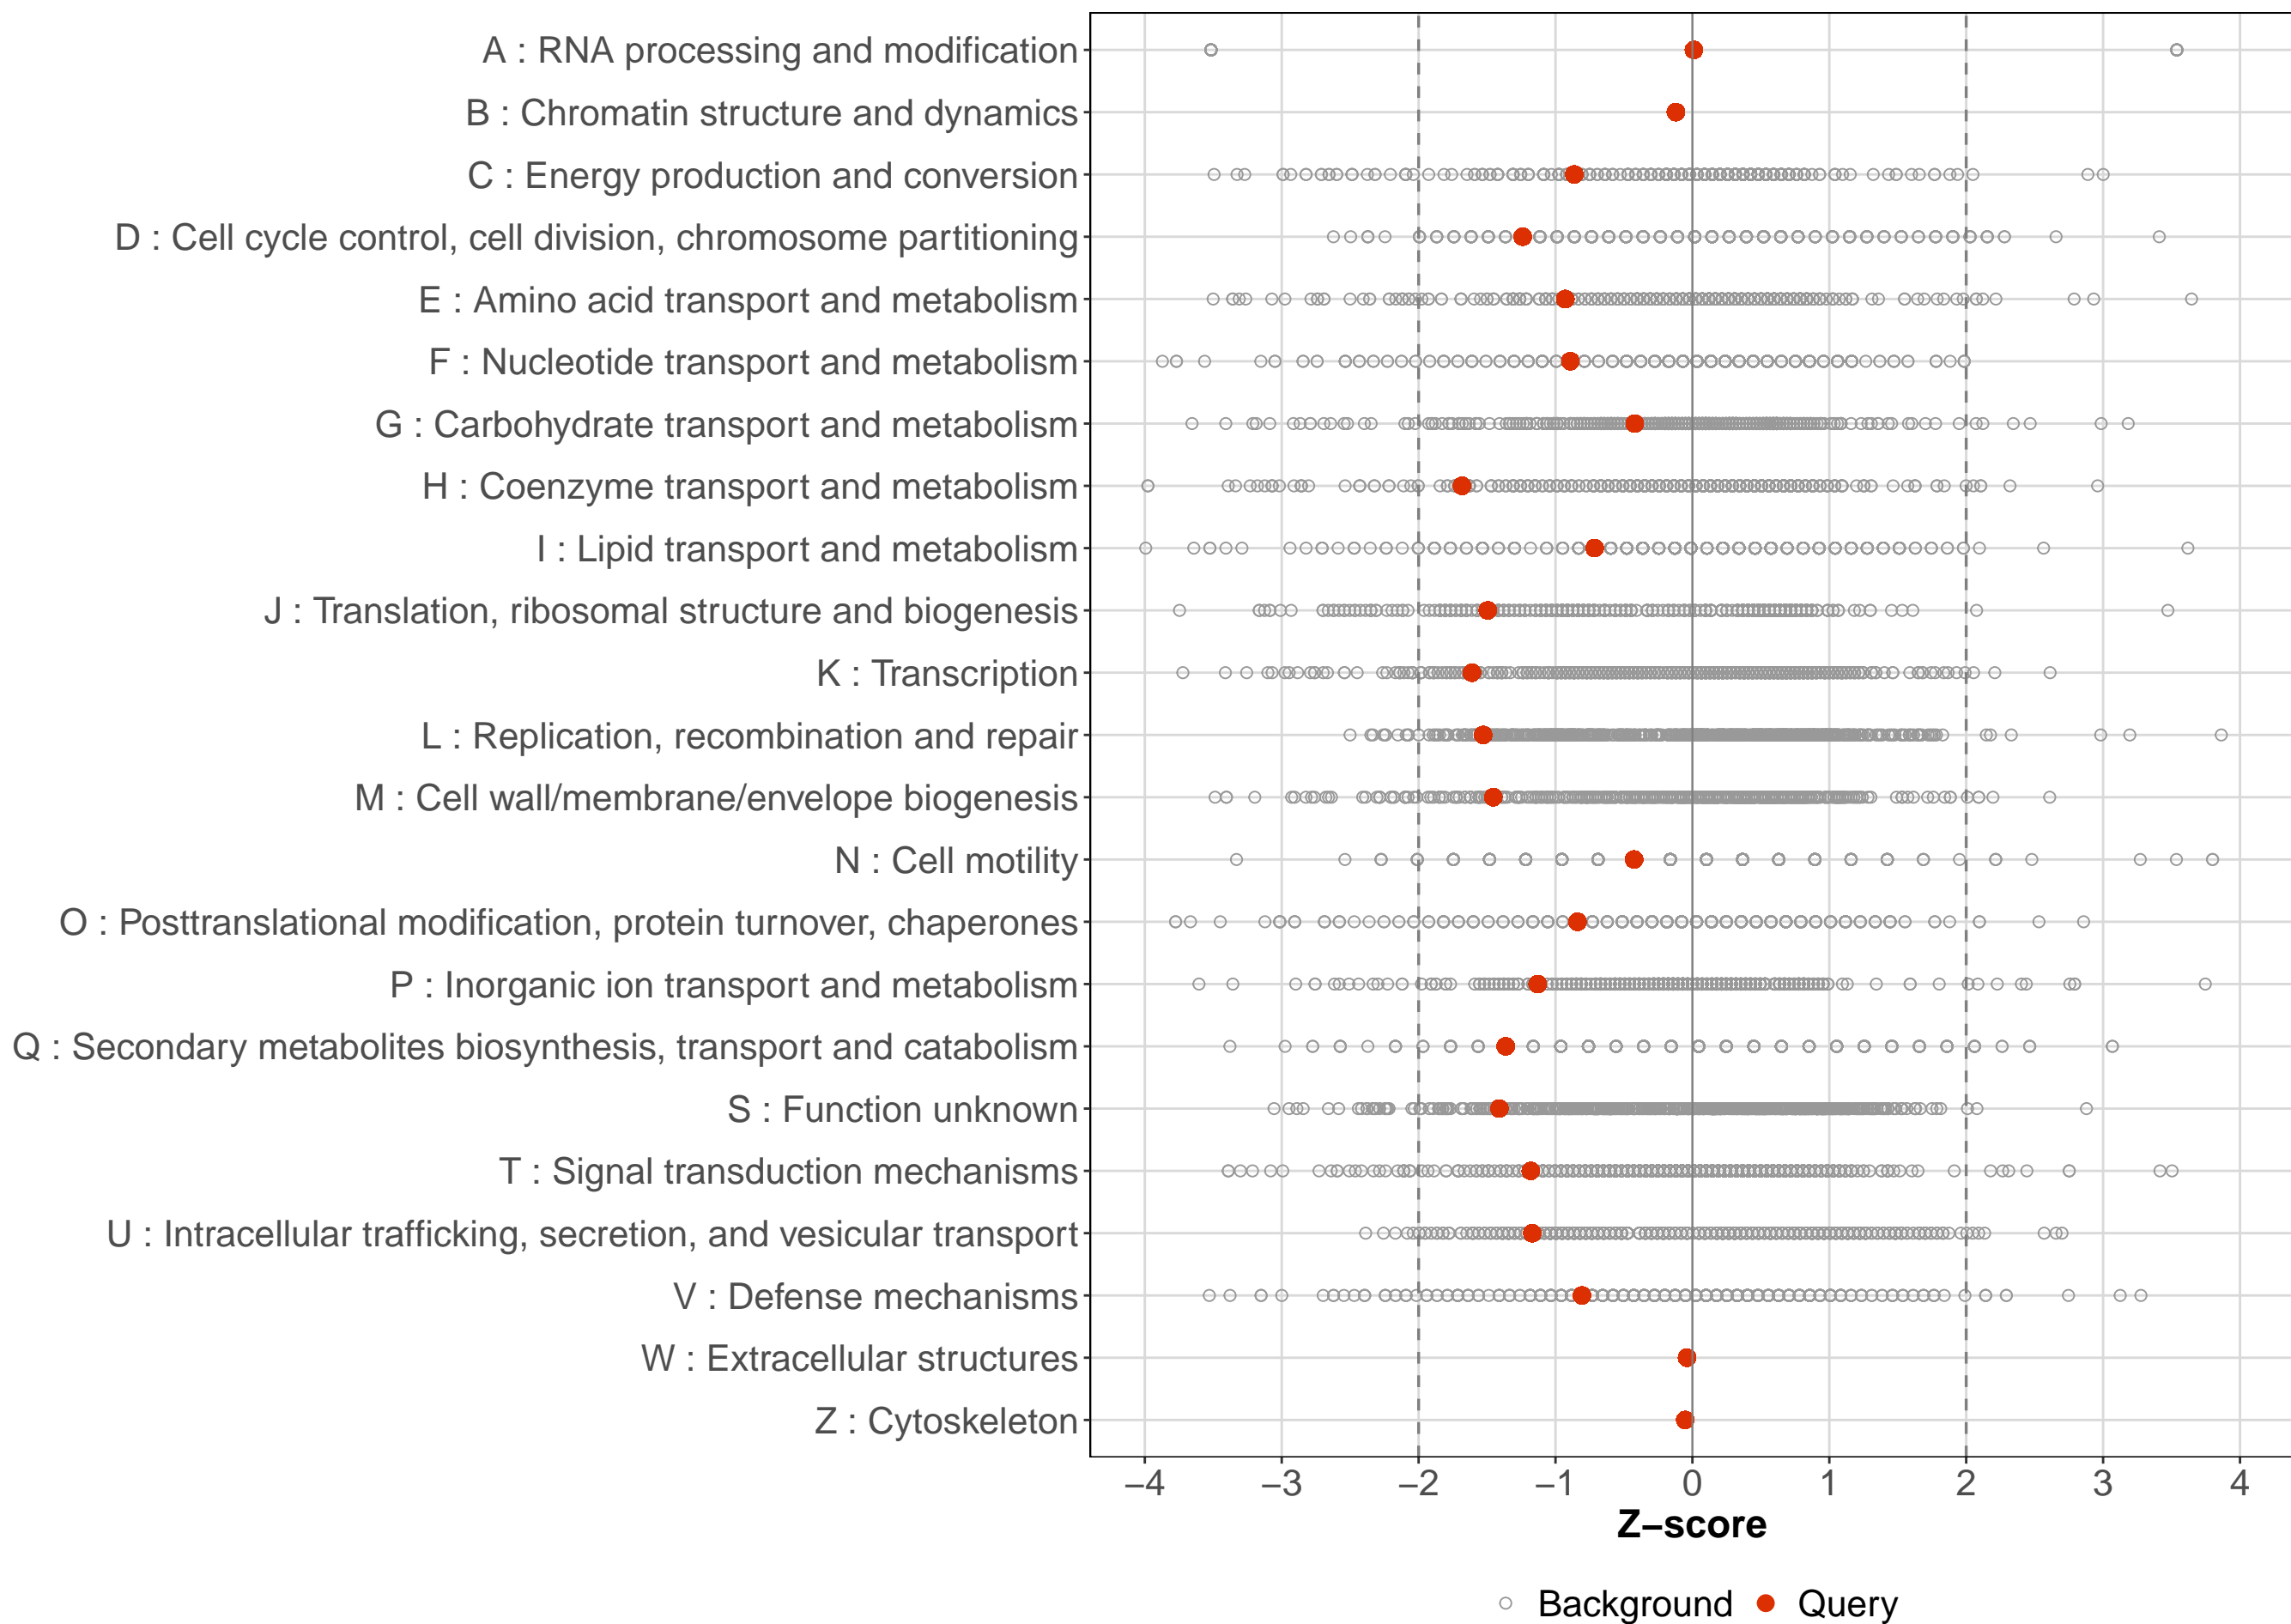 A : RNA processing and modification
B : Chromatin structure and dynamics
C : Energy production and conversion
D : Cell cycle control, cell division, chromosome partitioning
E : Amino acid transport and metabolism
F : Nucleotide transport and metabolism
G : Carbohydrate transport and metabolism
H : Coenzyme transport and metabolism
I : Lipid transport and metabolism
J : Translation, ribosomal structure and biogenesis
K : Transcription
L : Replication, recombination and repair
M : Cell wall/membrane/envelope biogenesis
N : Cell motility
O : Posttranslational modification, protein turnover, chaperones
P : Inorganic ion transport and metabolism
Q : Secondary metabolites biosynthesis, transport and catabolism
S : Function unknown
T : Signal transduction mechanisms
U : Intracellular trafficking, secretion, and vesicular transport
V : Defense mechanisms
W : Extracellular structures
Z : Cytoskeleton
−4 −3 −2 −1 0 1 2 3 4
Z−score
Background Query